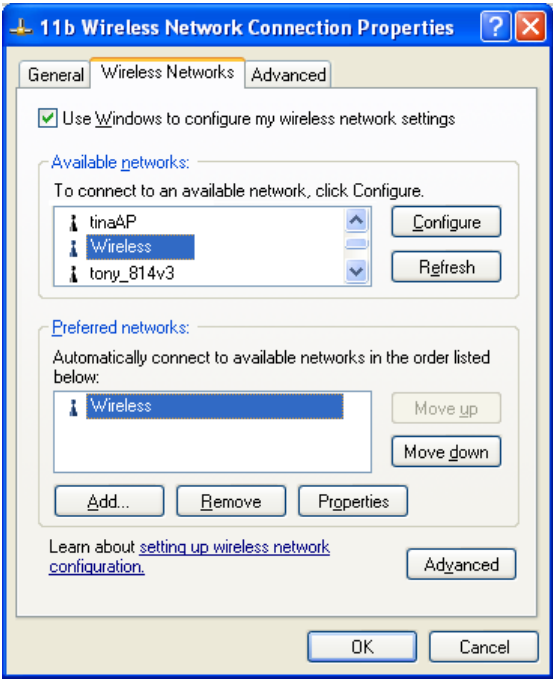 11b Wireless Network Connection Properties
General Wireless Networks Advanced
Use Windows to configure my wireless network settings
Available networks:
To connect to an available network, click Configure.
tinaAP
Wireless
tony_814v3
Configure
Refresh
Preferred networks:
Automatically connect to available networks in the order listed
below:
Wireless
Move up
Move down
Add... Remove Properties
Learn about setting up wireless network
configuration.
Advanced
OK Cancel